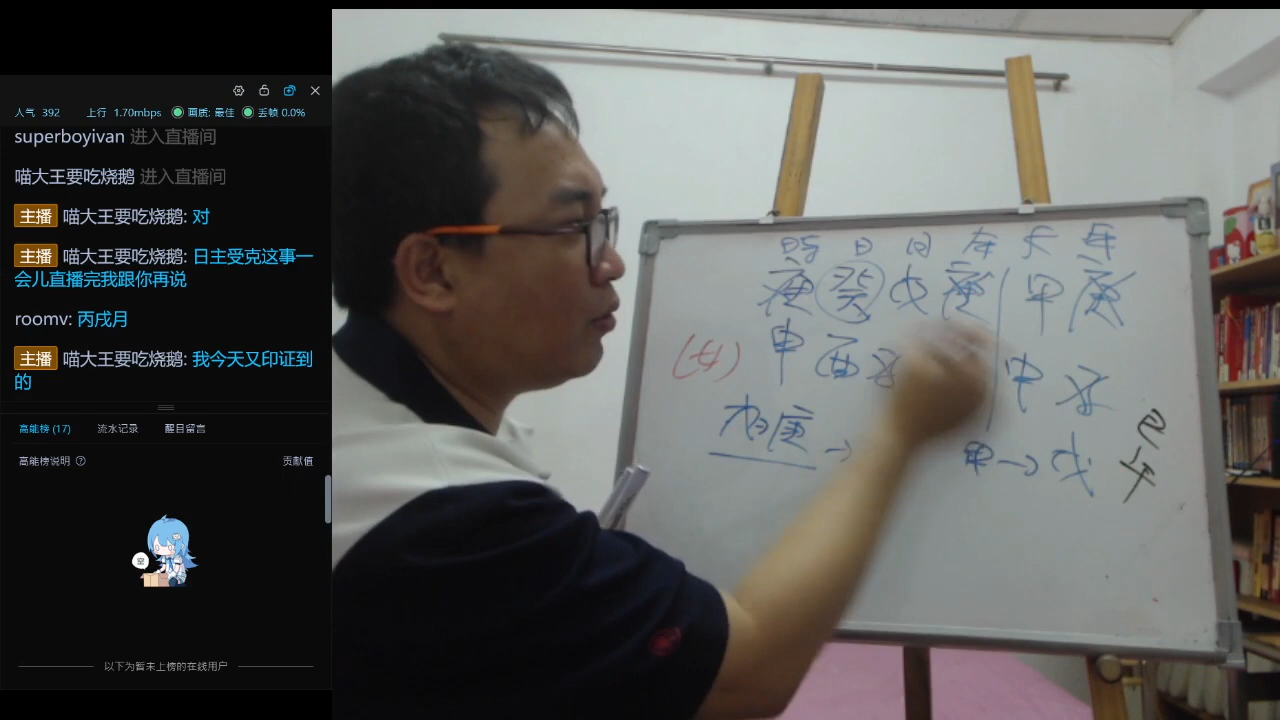 人气 392 上行 1.70mbps 画质: 最佳 丢帧 0.0%
superboyivan 进入直播间
喵大王要吃烧鹅 进入直播间
主播 喵大王要吃烧鹅: 对
主播 喵大王要吃烧鹅: 日主受克这事一
会儿直播完我跟你再说
roomv: 丙戌月
主播 喵大王要吃烧鹅: 我今天又印证到
的
高能榜 (17) 流水记录 醒目留言
高能榜说明 ? 贡献值
空
以下为暂未上榜的在线用户
时 日 月 年 大 年
庚 癸 戊 庚 甲 庚
(女) 申 酉 子 申 子
甲→戊
巳
午